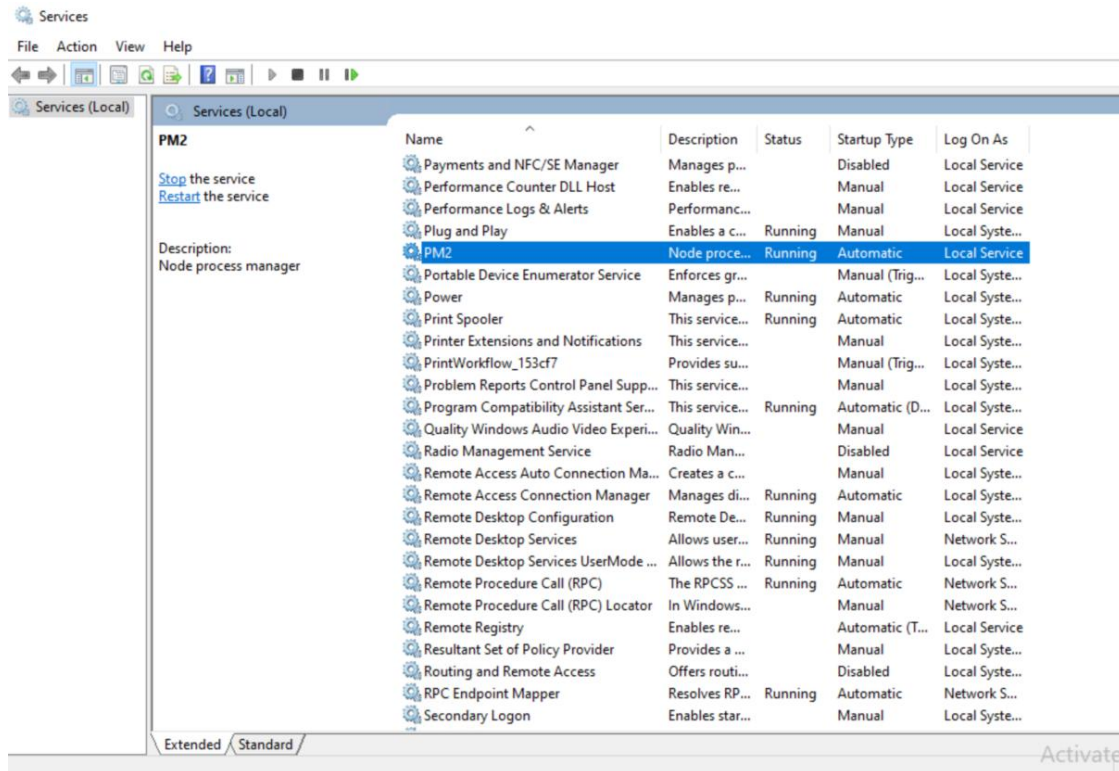 Services
File Action View Help
Services (Local)
Services (Local)
PM2
Stop the service
Restart the service
Description:
Node process manager
Name Description Status Startup Type Log On As
Payments and NFC/SE Manager Manages p... Disabled Local Service
Performance Counter DLL Host Enables re... Manual Local Service
Performance Logs & Alerts Performanc... Manual Local Service
Plug and Play Enables a c... Running Manual Local Syste...
PM2 Node proce... Running Automatic Local Service
Portable Device Enumerator Service Enforces gr... Manual (Trig... Local Syste...
Power Manages p... Running Automatic Local Syste...
Print Spooler This service... Running Automatic Local Syste...
Printer Extensions and Notifications This service... Manual Local Syste...
PrintWorkflow_153cf7 Provides su... Manual (Trig... Local Syste...
Problem Reports Control Panel Supp... This service... Manual Local Syste...
Program Compatibility Assistant Ser... This service... Running Automatic (D... Local Syste...
Quality Windows Audio Video Experi... Quality Win... Manual Local Service
Radio Management Service Radio Man... Disabled Local Service
Remote Access Auto Connection Ma... Creates a c... Manual Local Syste...
Remote Access Connection Manager Manages di... Running Automatic Local Syste...
Remote Desktop Configuration Remote De... Running Manual Local Syste...
Remote Desktop Services Allows user... Running Manual Network S...
Remote Desktop Services UserMode ... Allows the r... Running Manual Local Syste...
Remote Procedure Call (RPC) The RPCSS ... Running Automatic Network S...
Remote Procedure Call (RPC) Locator In Windows... Manual Network S...
Remote Registry Enables re... Automatic (T... Local Service
Resultant Set of Policy Provider Provides a ... Manual Local Syste...
Routing and Remote Access Offers routi... Disabled Local Syste...
RPC Endpoint Mapper Resolves RP... Running Automatic Network S...
Secondary Logon Enables star... Manual Local Syste...
Extended Standard
Activate